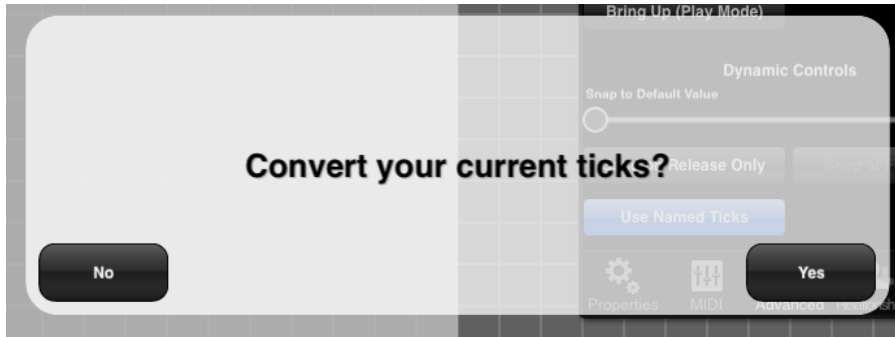 Bring Up (Play Mode)
Dynamic Controls
Snap to Default Value
Convert your current ticks?
Release Only
Use Named Ticks
No
Yes
Properties
MIDI
Advanced